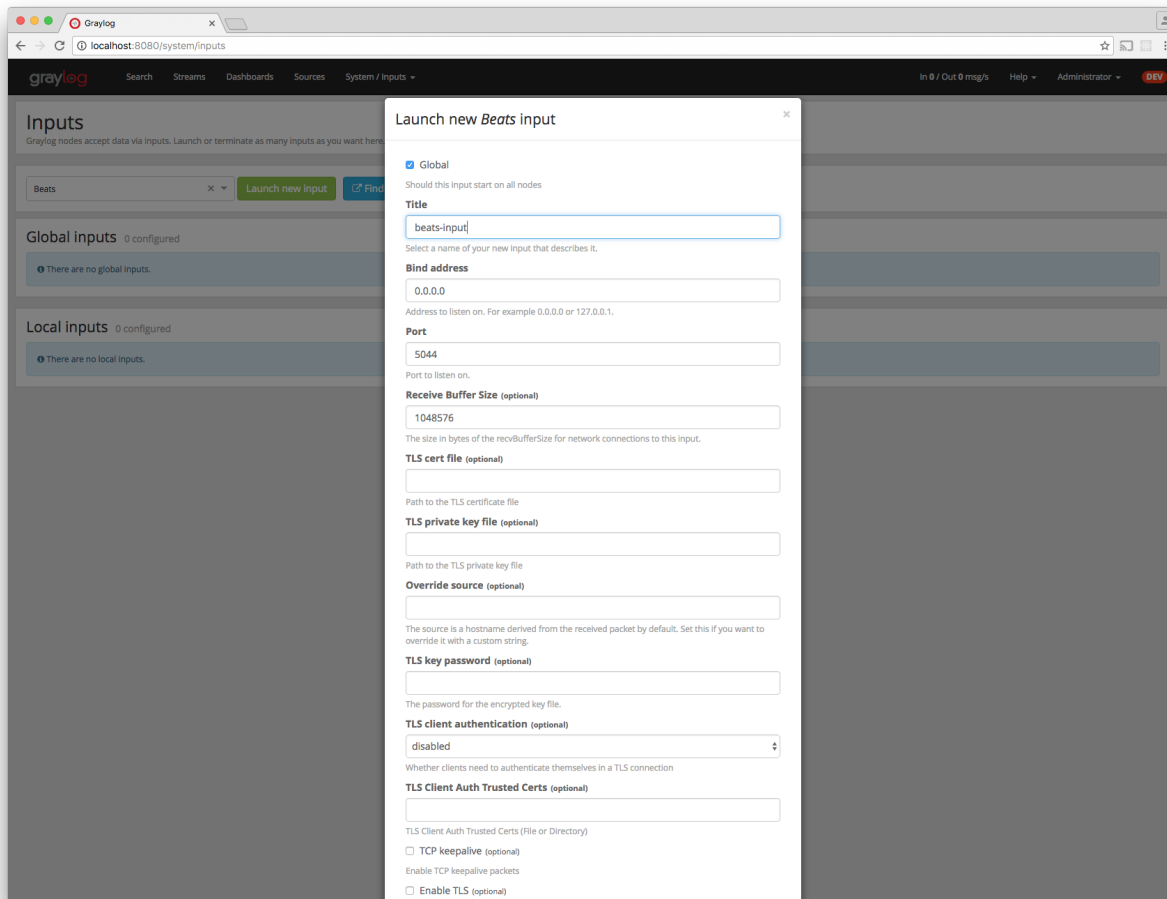 Graylog
localhost:8080/system/inputs
graylog Search Streams Dashboards Sources System / Inputs In 0 / Out 0 msg/s Help Administrator DEV
Inputs
Graylog nodes accept data via inputs. Launch or terminate as many inputs as you want here.
Beats Launch new input Find
Global inputs 0 configured
There are no global inputs.
Local inputs 0 configured
There are no local inputs.
Launch new Beats input ×
Global
Should this input start on all nodes
Title
beats-input
Select a name of your new input that describes it.
Bind address
0.0.0.0
Address to listen on. For example 0.0.0.0 or 127.0.0.1.
Port
5044
Port to listen on.
Receive Buffer Size (optional)
1048576
The size in bytes of the recvBufferSize for network connections to this input.
TLS cert file (optional)
Path to the TLS certificate file
TLS private key file (optional)
Path to the TLS private key file
Override source (optional)
The source is a hostname derived from the received packet by default. Set this if you want to
override it with a custom string.
TLS key password (optional)
The password for the encrypted key file.
TLS client authentication (optional)
disabled
Whether clients need to authenticate themselves in a TLS connection
TLS Client Auth Trusted Certs (optional)
TLS Client Auth Trusted Certs (File or Directory)
TCP keepalive (optional)
Enable TCP keepalive packets
Enable TLS (optional)